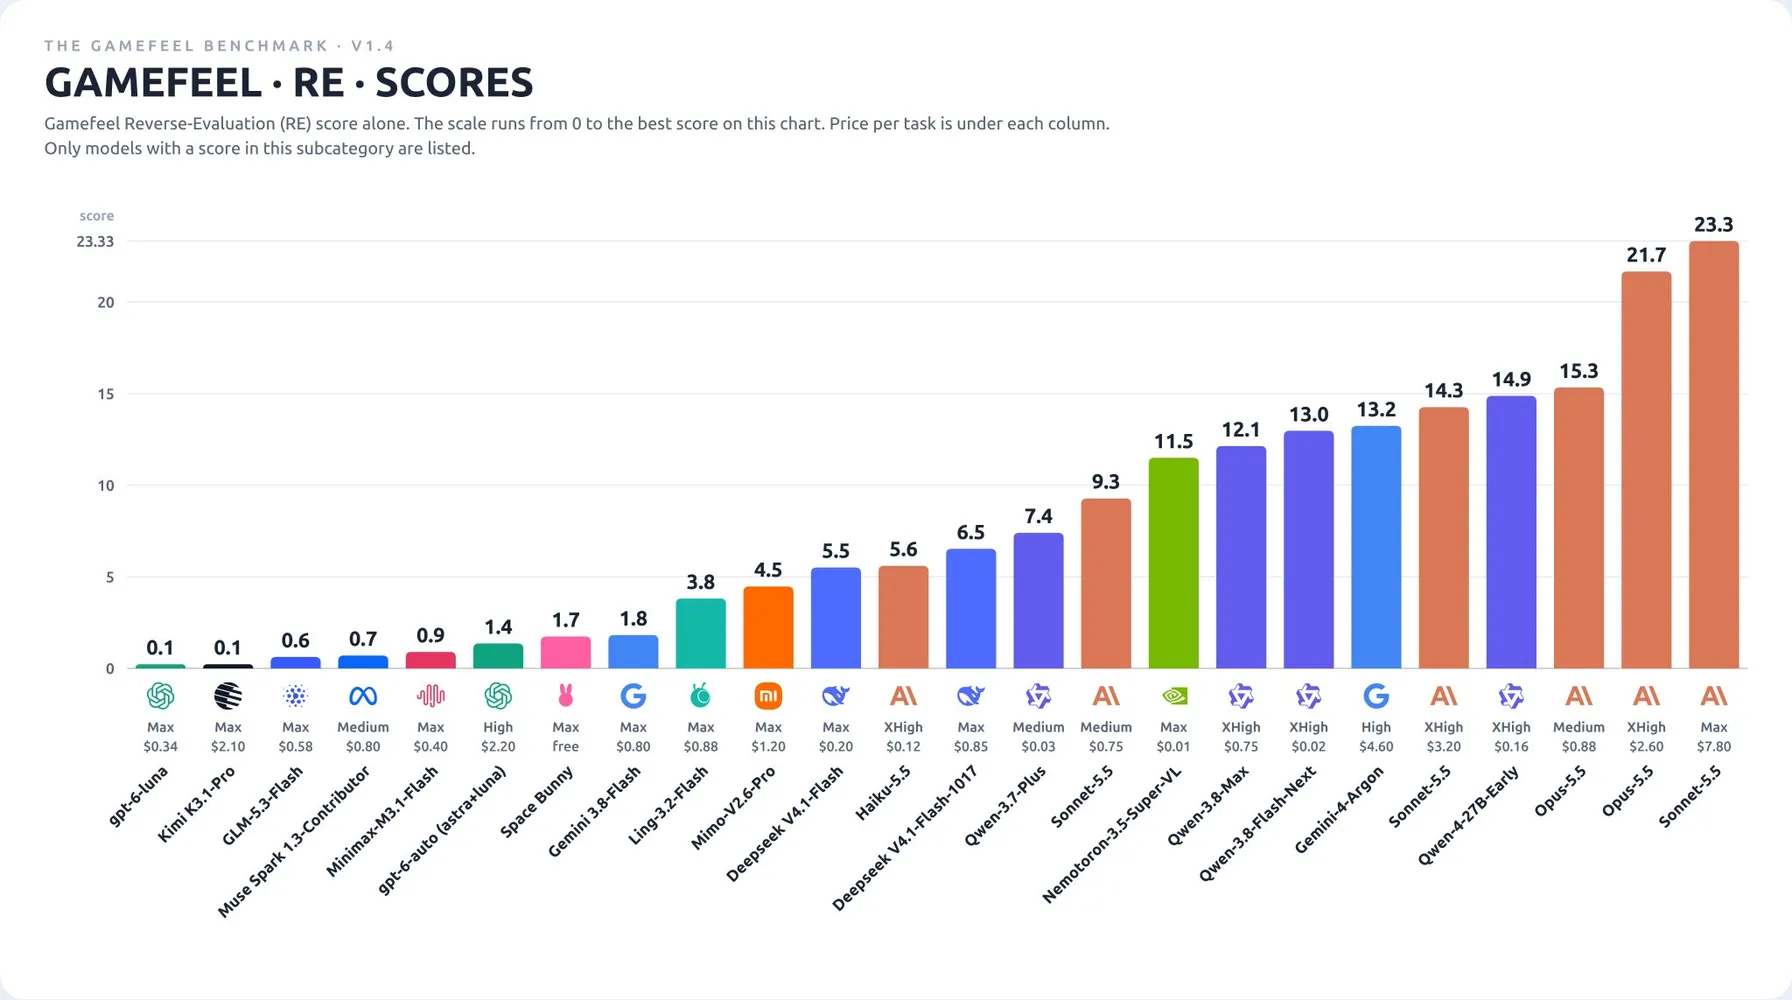 THE GAMEFEEL BENCHMARK · V1.4
GAMEFEEL · RE · SCORES
Gamefeel Reverse-Evaluation (RE) score alone. The scale runs from 0 to the best score on this chart. Price per task is under each column.
Only models with a score in this subcategory are listed.
score
23.33
20
15
10
5
0
0.1
0.1
0.6
0.7
0.9
1.4
1.7
1.8
3.8
4.5
5.5
5.6
6.5
7.4
9.3
11.5
12.1
13.0
13.2
14.3
14.9
15.3
21.7
23.3
Max
$0.34
gpt-6-luna
Max
$2.10
Kimi K3.1-Pro
Max
$0.58
GLM-5.3-Flash
Medium
$0.80
Muse Spark 1.3-Contributor
Max
$0.40
Minimax-M3.1-Flash
High
$2.20
gpt-6-auto (astra+luna)
Max
free
Space Bunny
Max
$0.80
Gemini 3.8-Flash
Max
$0.88
Ling-3.2-Flash
Max
$1.20
Mimo-V2.6-Pro
Max
$0.20
Deepseek V4.1-Flash
XHigh
$0.12
Haiku-5.5
Max
$0.85
Deepseek V4.1-Flash-1017
Medium
$0.03
Qwen-3.7-Plus
Medium
$0.75
Sonnet-5.5
Max
$0.01
Nemotoron-3.5-Super-VL
XHigh
$0.75
Qwen-3.8-Max
XHigh
$0.02
Qwen-3.8-Flash-Next
High
$4.60
Gemini-4-Argon
XHigh
$3.20
Sonnet-5.5
XHigh
$0.16
Qwen-4-27B-Early
Medium
$0.88
Opus-5.5
XHigh
$2.60
Opus-5.5
Max
$7.80
Sonnet-5.5